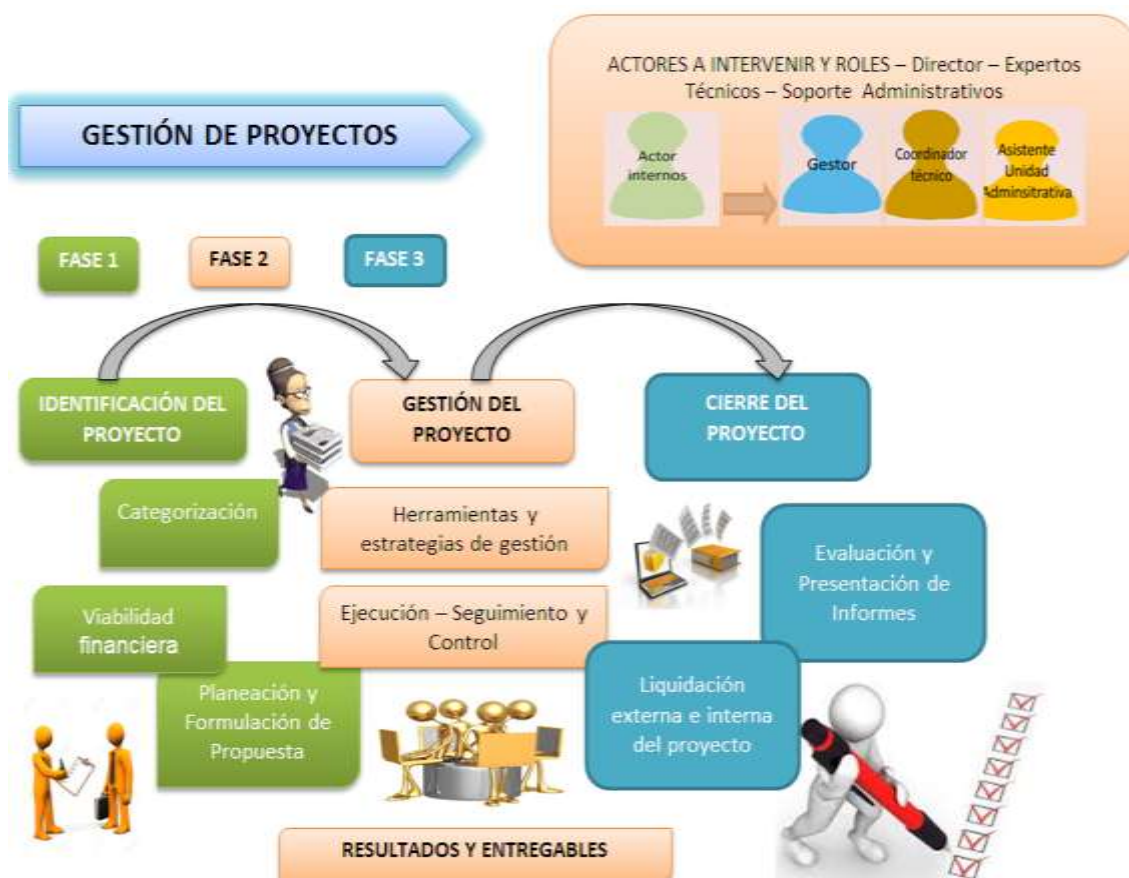 ACTORES A INTERVENIR Y ROLES – Director – Expertos
Técnicos – Soporte Administrativos
Actor
internos
Gestor
Coordinador
técnico
Asistente
Unidad
Adminsitrativa
GESTIÓN DE PROYECTOS
FASE 1
FASE 2
FASE 3
IDENTIFICACIÓN DEL
PROYECTO
GESTIÓN DEL
PROYECTO
CIERRE DEL
PROYECTO
Categorización
Herramientas y
estrategias de gestión
Evaluación y
Presentación de
Informes
Viabilidad
financiera
Ejecución – Seguimiento y
Control
Planeación y
Formulación de
Propuesta
Liquidación
externa e interna
del proyecto
RESULTADOS Y ENTREGABLES